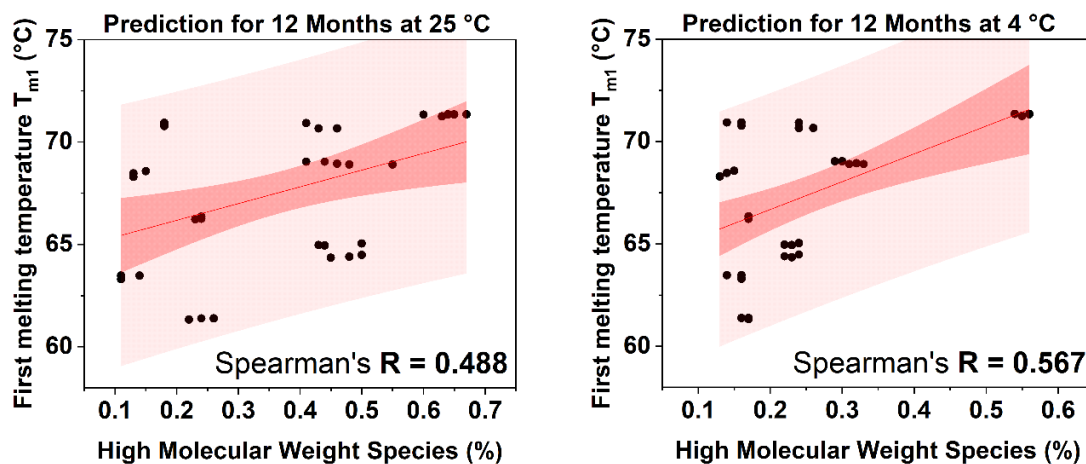 Prediction for 12 Months at 25 °C
First melting temperature Tm1 (°C)
75
70
65
60
Spearman's R = 0.488
0.1 0.2 0.3 0.4 0.5 0.6 0.7
High Molecular Weight Species (%)
Prediction for 12 Months at 4 °C
First melting temperature Tm1 (°C)
75
70
65
60
Spearman's R = 0.567
0.1 0.2 0.3 0.4 0.5 0.6
High Molecular Weight Species (%)